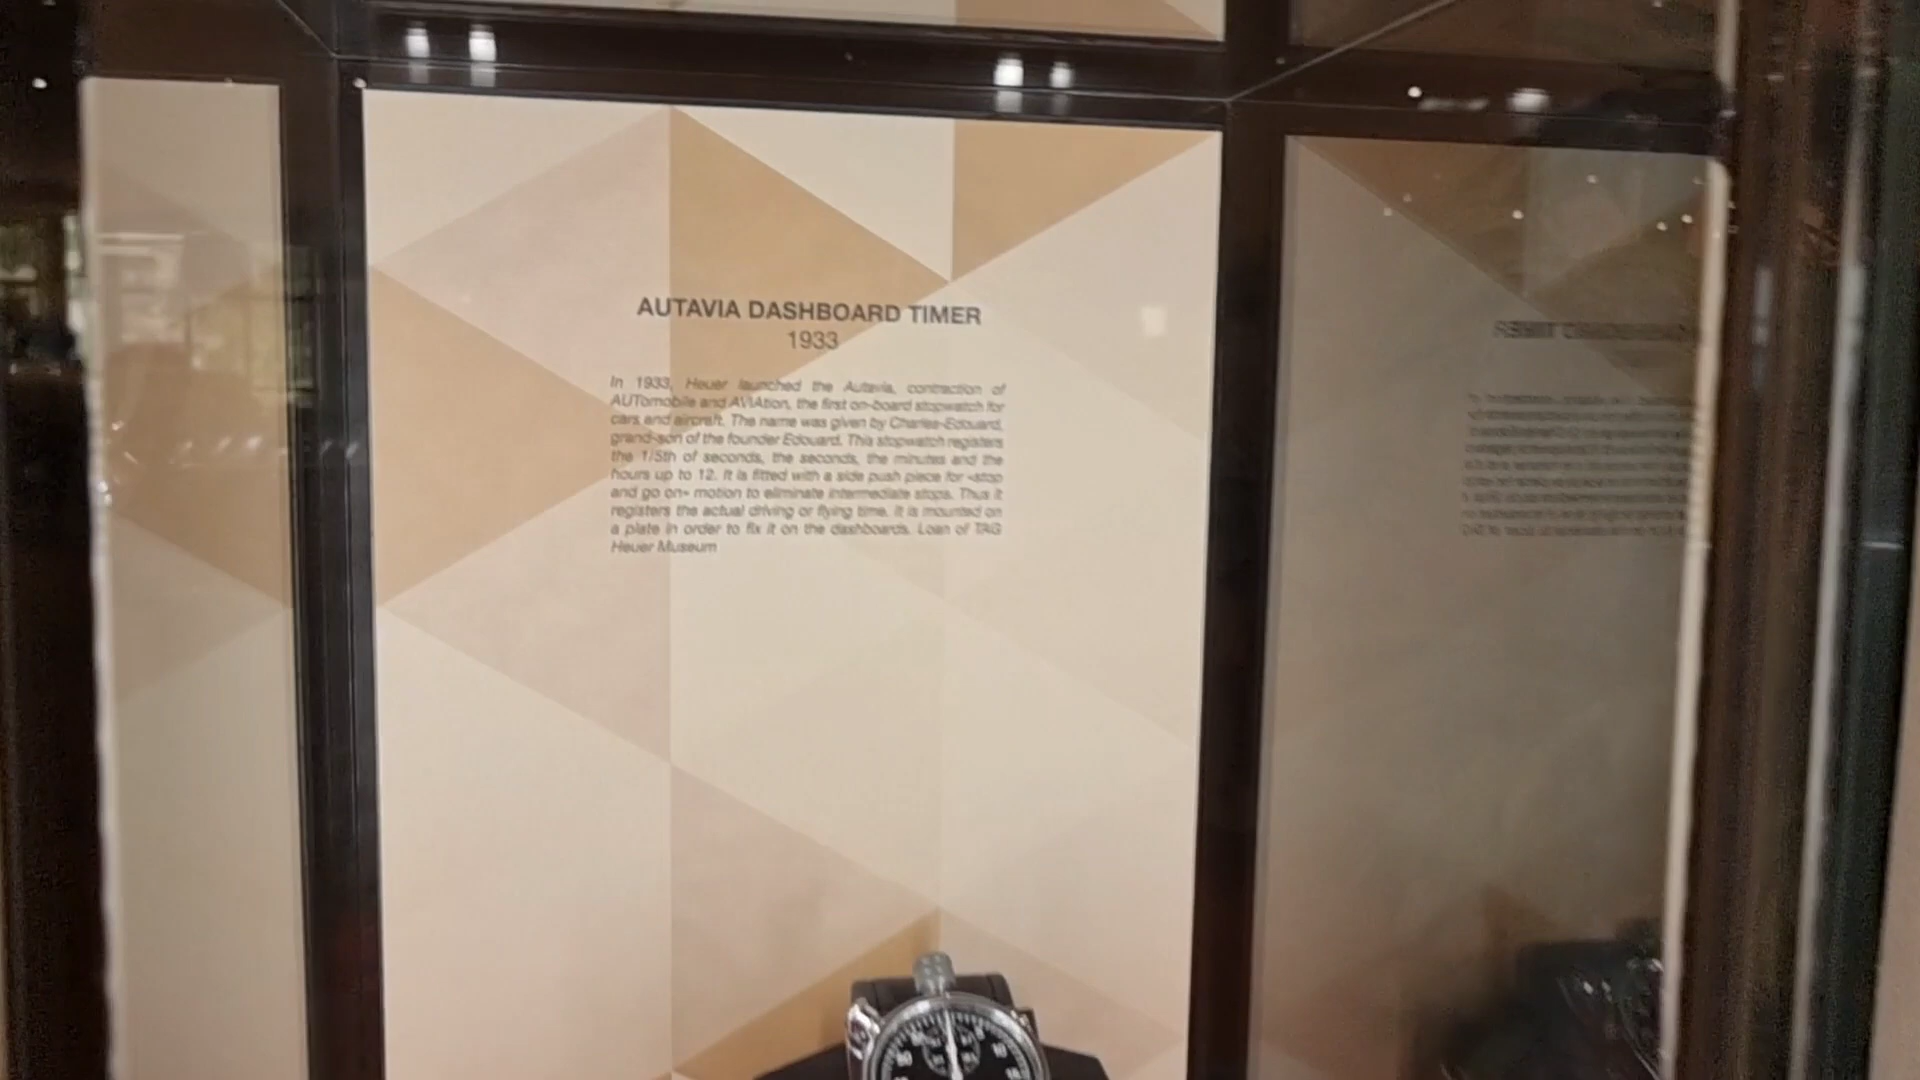 AUTAVIA DASHBOARD TIMER
1933
In 1933, Heuer launched the Autavia, contraction of
AUTomobile and AVIAtion, the first on-board stopwatch for
cars and aircraft. The name was given by Charles-Edouard,
grand-son of the founder Edouard. This stopwatch registers
the 1/5th of seconds, the seconds, the minutes and the
hours up to 12. It is fitted with a side push piece for «stop
and go on» motion to eliminate intermediate stops. Thus it
registers the actual driving or flying time. It is mounted on
a plate in order to fix it on the dashboards. Loan of TAG
Heuer Museum